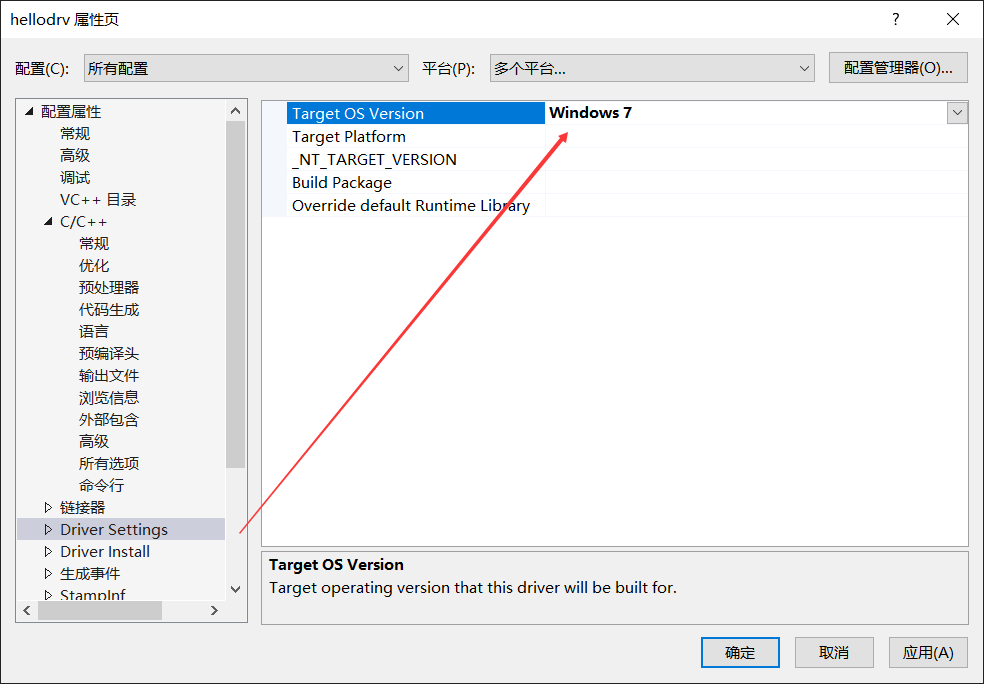 hellodrv 属性页
?
配置(C):
所有配置
平台(P):
多个平台...
配置管理器(O)...
配置属性
常规
高级
调试
VC++ 目录
C/C++
常规
优化
预处理器
代码生成
语言
预编译头
输出文件
浏览信息
外部包含
高级
所有选项
命令行
链接器
Driver Settings
Driver Install
生成事件
StampInf
Target OS Version
Windows 7
Target Platform
_NT_TARGET_VERSION
Build Package
Override default Runtime Library
Target OS Version
Target operating version that this driver will be built for.
确定
取消
应用(A)